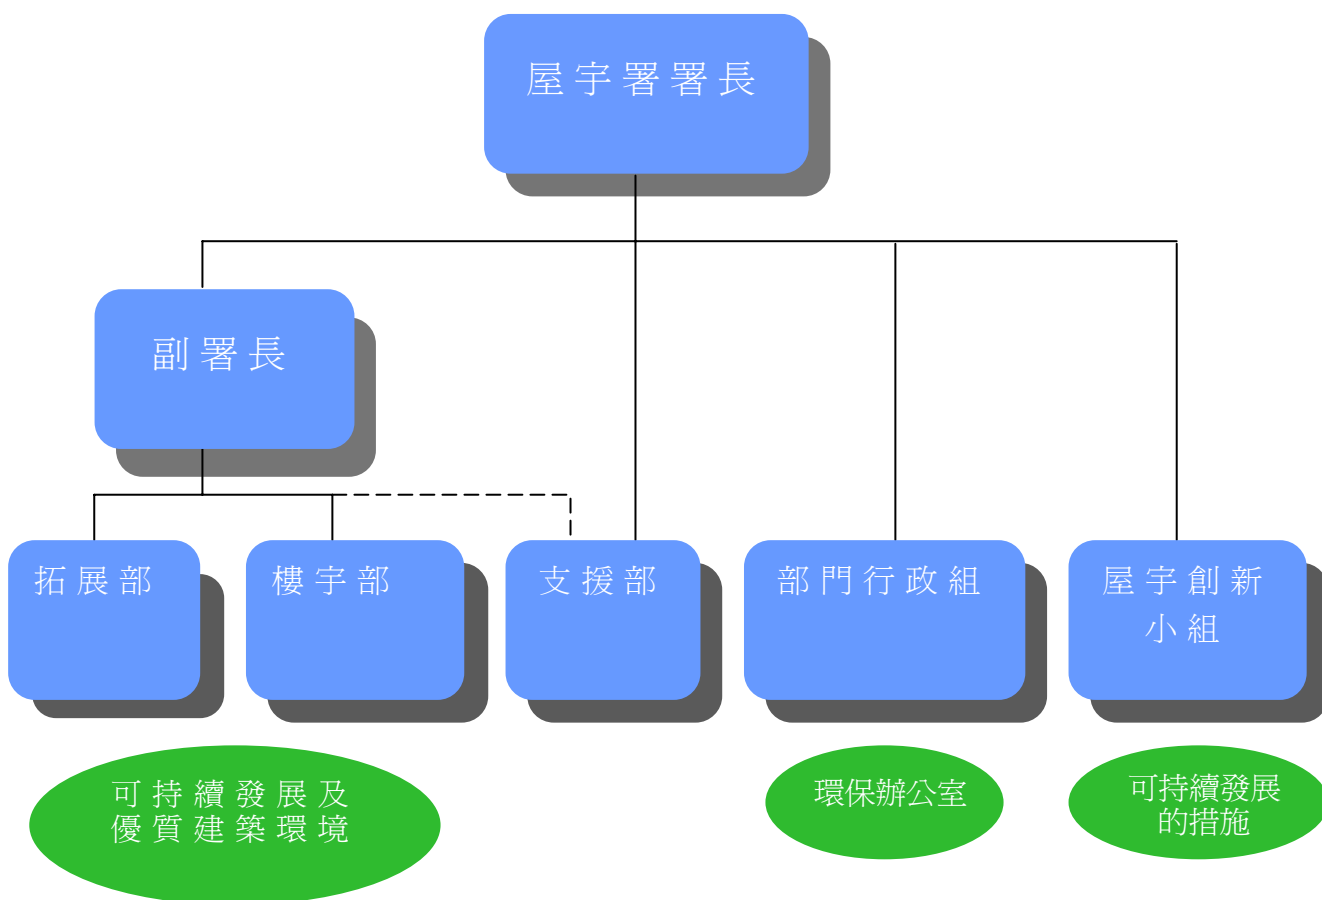 屋宇署署長
副署長
拓展部
樓宇部
支援部
部門行政組
屋宇創新
小組
可持續發展及
優質建築環境
環保辦公室
可持續發展
的措施